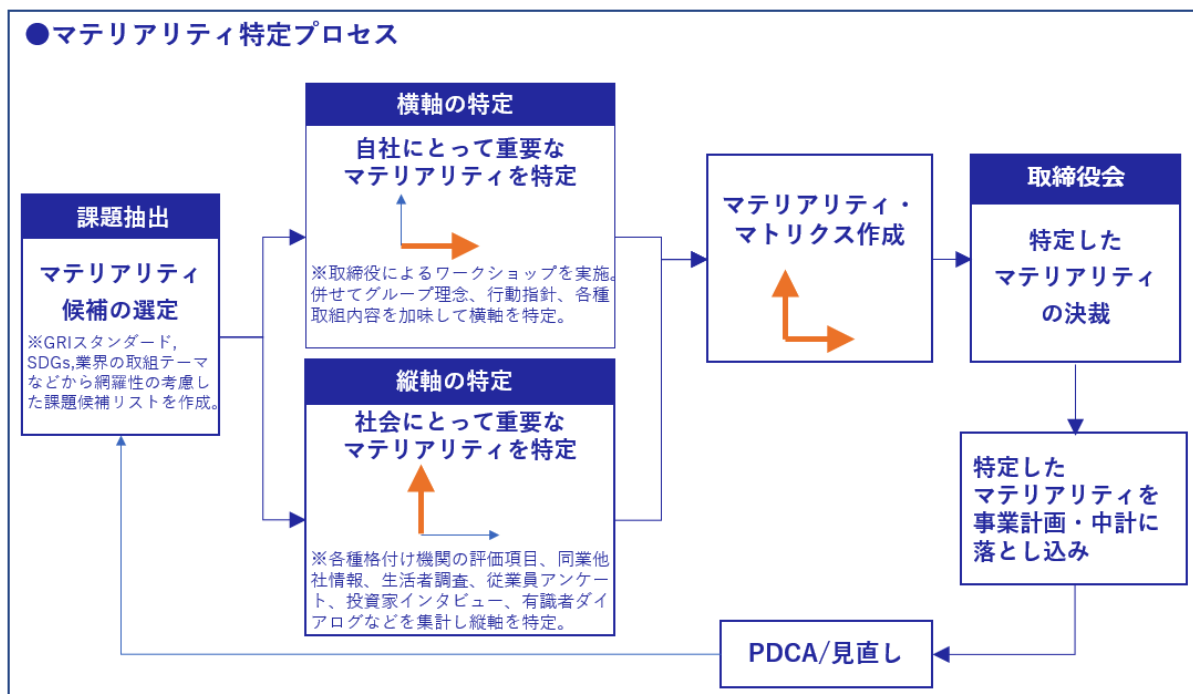 ●マテリアリティ特定プロセス
課題抽出
マテリアリティ
候補の選定
※GRIスタンダード,
SDGs,業界の取組テーマ
などから網羅性の考慮し
た課題候補リストを作成。
横軸の特定
自社にとって重要な
マテリアリティを特定
※取締役によるワークショップを実施。
併せてグループ理念、行動指針、各種
取組内容を加味して横軸を特定。
縦軸の特定
社会にとって重要な
マテリアリティを特定
※各種格付け機関の評価項目、同業他
社情報、生活者調査、従業員アンケー
ト、投資家インタビュー、有識者ダイ
アログなどを集計し縦軸を特定。
マテリアリティ・
マトリクス作成
取締役会
特定した
マテリアリティ
の決裁
特定した
マテリアリティを
事業計画・中計に
落とし込み
PDCA/見直し